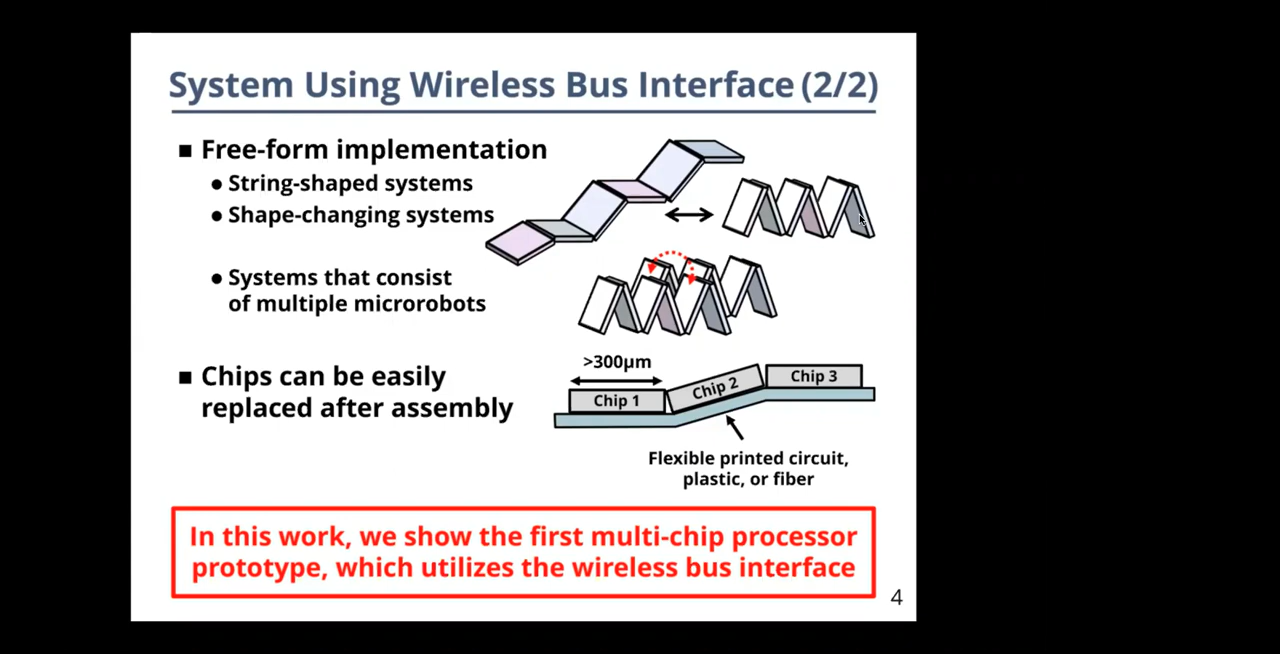 System Using Wireless Bus Interface (2/2)
■ Free-form implementation
● String-shaped systems
● Shape-changing systems
● Systems that consist
of multiple microrobots
■ Chips can be easily
replaced after assembly
>300μm
Chip 1
Chip 2
Chip 3
Flexible printed circuit,
plastic, or fiber
In this work, we show the first multi-chip processor
prototype, which utilizes the wireless bus interface
4